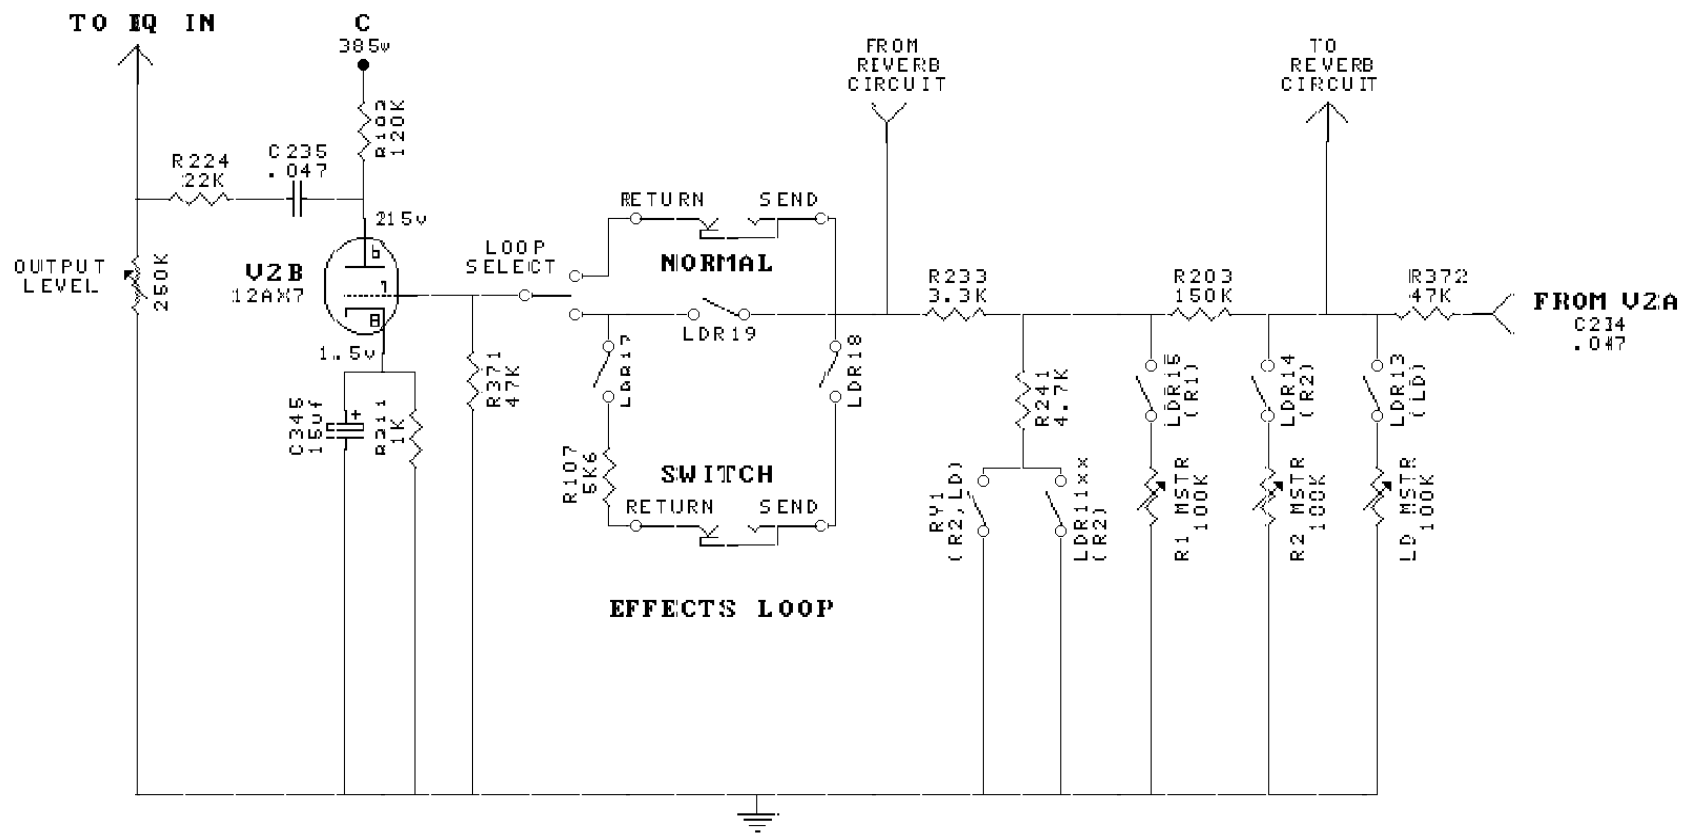 TO EQ IN
C
385v
FROM
REVERB
CIRCUIT
TO
REVERB
CIRCUIT
120K
C235
.047
R224
22K
215v
RETURN
SEND
LOOP
SELECT
NORMAL
OUTPUT
LEVEL
250K
V2B
12AX7
6
7
8
R233
3.3K
R203
150K
R372
47K
FROM V2A
C234
.047
LDR19
1.5v
LDR17
LDR18
R371
47K
R241
4.7K
LDR15
(R1)
LDR14
(R2)
LDR13
(LD)
C345
15uf
+
1K
R107
5K6
SWITCH
RETURN
SEND
RY1
(R2,LD)
LDR11xx
(R2)
R1 MSTR
100K
R2 MSTR
100K
LD MSTR
100K
EFFECTS LOOP